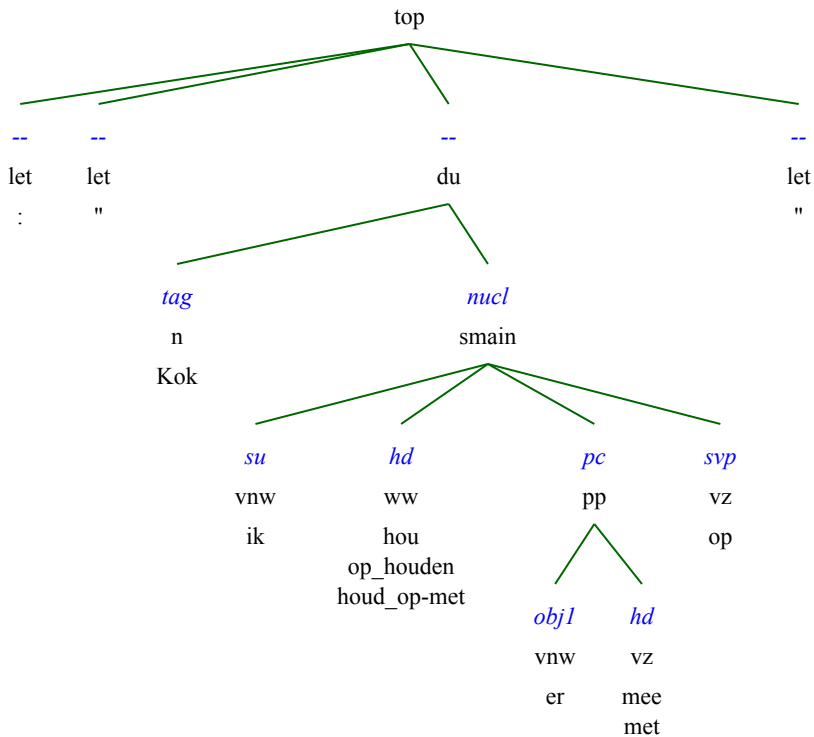 top
-- -- -- --
let let du let
: " "
tag nucl
n smain
Kok
su hd pc svp
vnw ww pp vz
ik hou op
op_houden
houd_op-met
obj1 hd
vnw vz
er mee
met